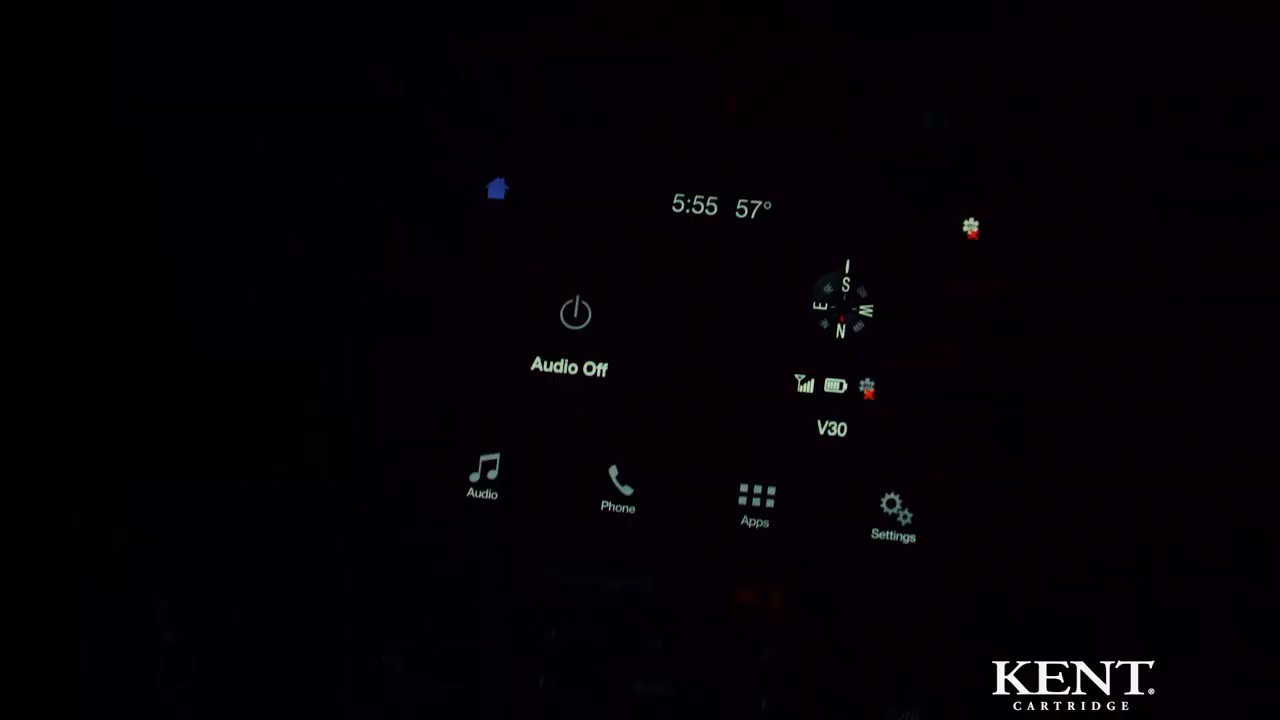 5:55 57°
S
E W
N
Audio Off
V30
Audio Phone Apps Settings
KENT®
CARTRIDGE